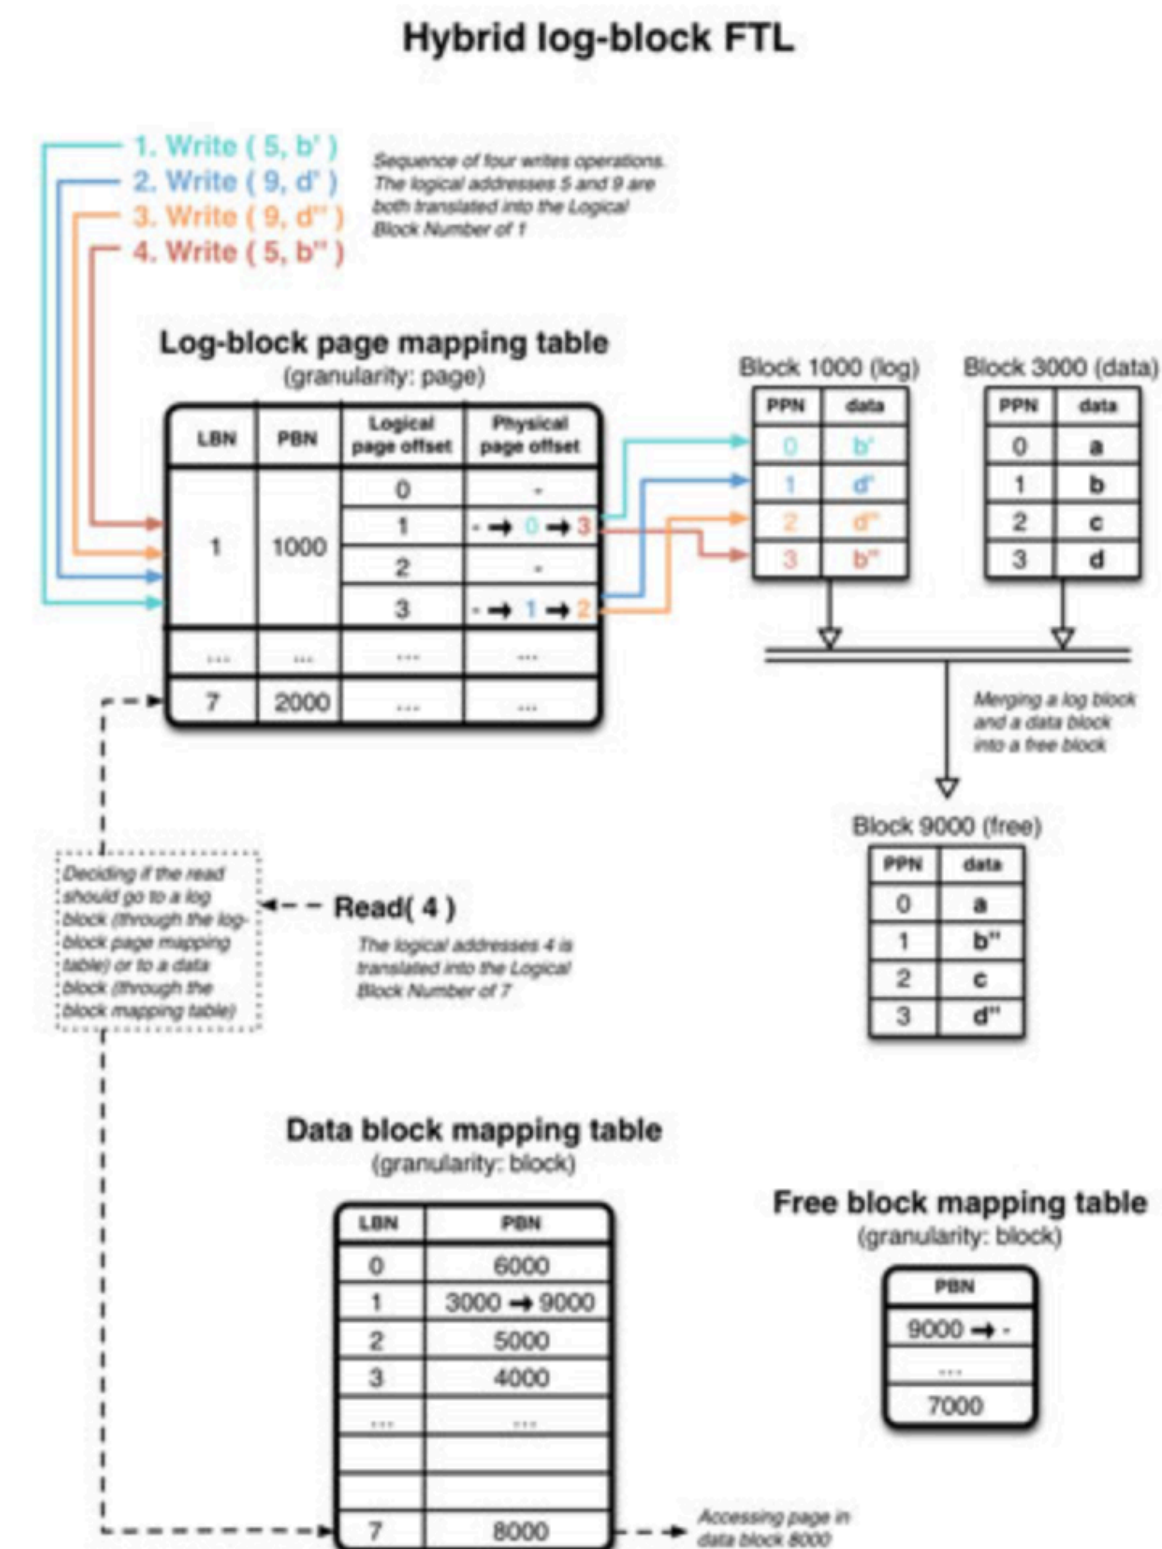 Hybrid log-block FTL
1. Write ( 5, b' )
2. Write ( 9, d' )
3. Write ( 9, d'' )
4. Write ( 5, b'' )
Sequence of four writes operations.
The logical addresses 5 and 9 are
both translated into the Logical
Block Number of 1
Log-block page mapping table
(granularity: page)
LBN PBN Logical page offset Physical page offset
1 1000
0 -
1 - → 0 → 3
2 -
3 - → 1 → 2
... ... ... ...
7 2000 ... ...
Block 1000 (log)
PPN data
0 b'
1 d'
2 d''
3 b''
Block 3000 (data)
PPN data
0 a
1 b
2 c
3 d
Merging a log block
and a data block
into a free block
Block 9000 (free)
PPN data
0 a
1 b''
2 c
3 d''
Deciding if the read
should go to a log
block (through the log-
block page mapping
table) or to a data
block (through the
block mapping table)
Read( 4 )
The logical addresses 4 is
translated into the Logical
Block Number of 7
Data block mapping table
(granularity: block)
LBN PBN
0 6000
1 3000 → 9000
2 5000
3 4000
... ...
7 8000
Accessing page in
data block 8000
Free block mapping table
(granularity: block)
PBN
9000 → -
...
7000